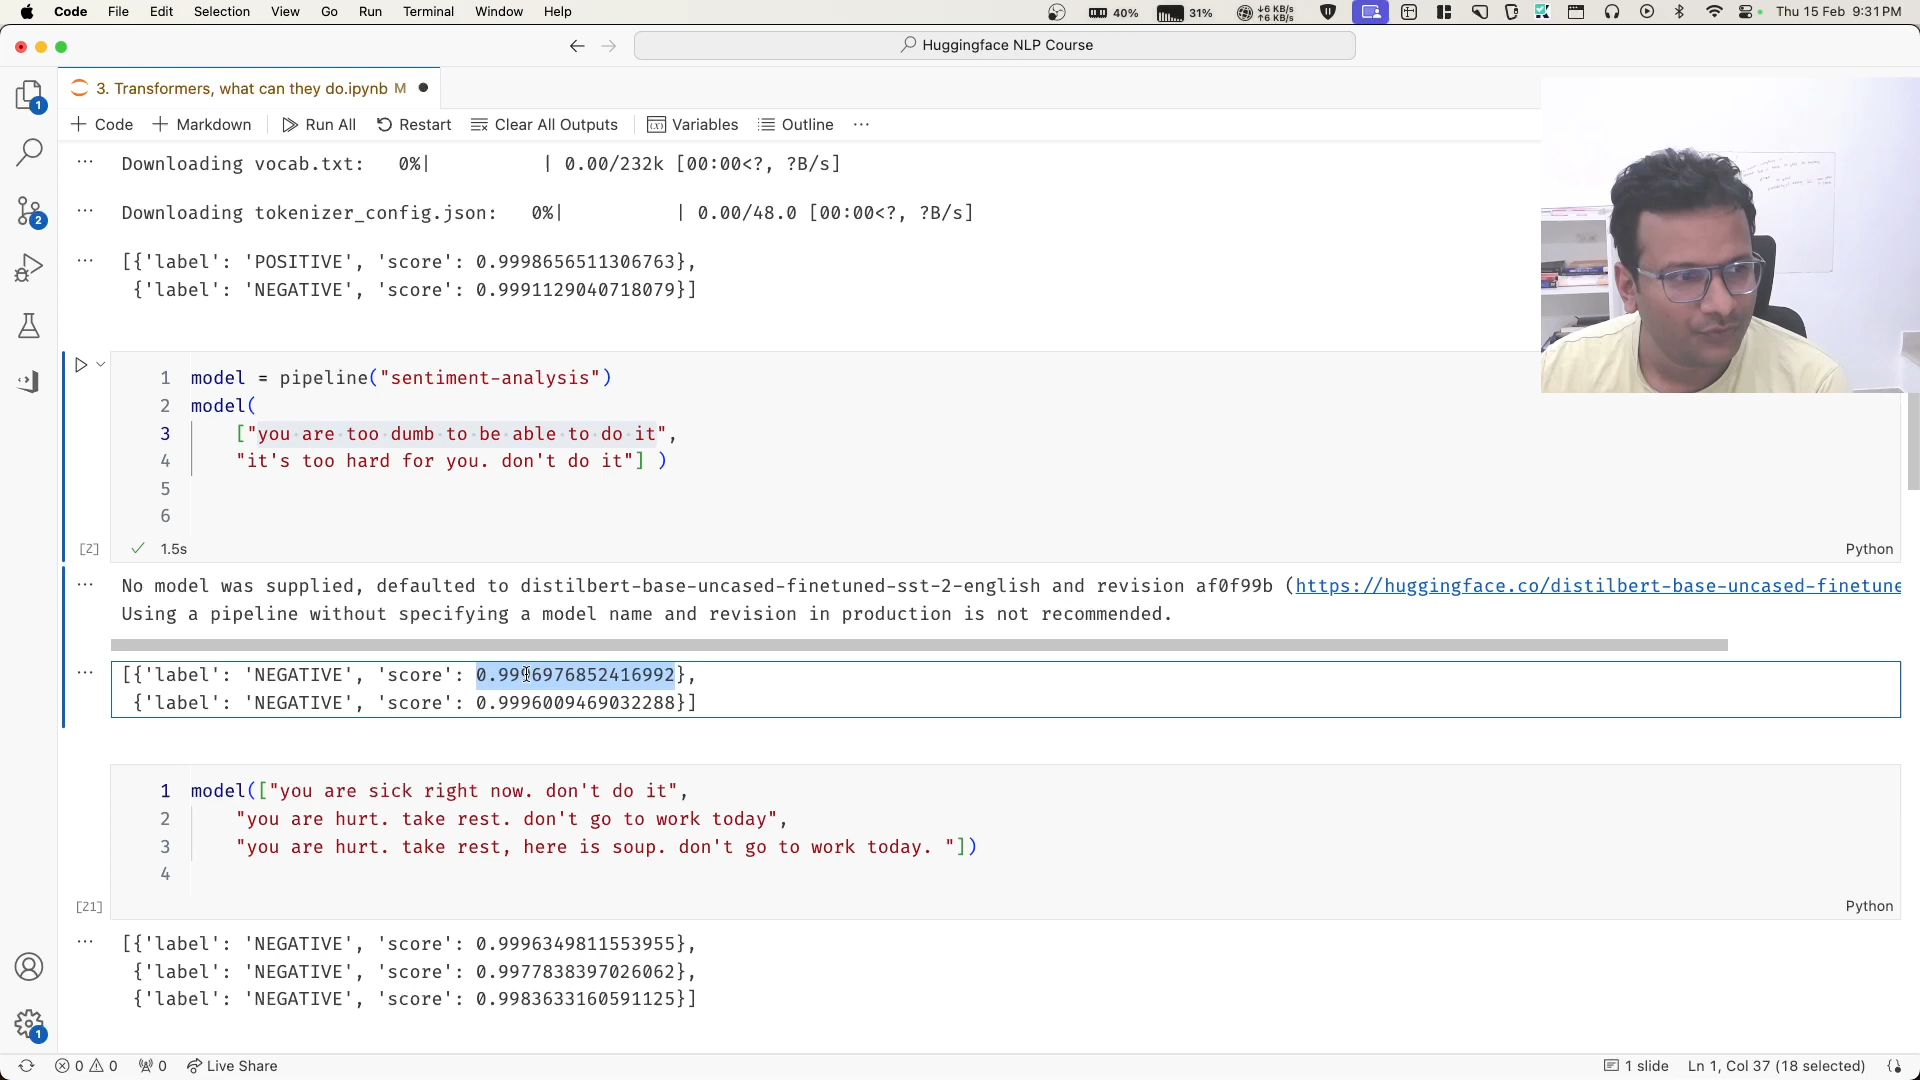 Code File Edit Selection View Go Run Terminal Window Help 40% 31% 6 KB/s 6 KB/s Thu 15 Feb 9:31 PM
Huggingface NLP Course
3. Transformers, what can they do.ipynb M
Code Markdown Run All Restart Clear All Outputs Variables Outline ...
Downloading vocab.txt: 0%| | 0.00/232k [00:00<?, ?B/s]
Downloading tokenizer_config.json: 0%| | 0.00/48.0 [00:00<?, ?B/s]
[{'label': 'POSITIVE', 'score': 0.9998656511306763},
{'label': 'NEGATIVE', 'score': 0.9991129040718079}]
1 model = pipeline("sentiment-analysis")
2 model(
3 ["you are too dumb to be able to do it",
4 "it's too hard for you. don't do it"] )
5
6
[2] 1.5s Python
No model was supplied, defaulted to distilbert-base-uncased-finetuned-sst-2-english and revision af0f99b (https://huggingface.co/distilbert-base-uncased-finetune
Using a pipeline without specifying a model name and revision in production is not recommended.
[{'label': 'NEGATIVE', 'score': 0.9996976852416992},
{'label': 'NEGATIVE', 'score': 0.9996009469032288}]
1 model(["you are sick right now. don't do it",
2 "you are hurt. take rest. don't go to work today",
3 "you are hurt. take rest, here is soup. don't go to work today. "])
4
[21] Python
[{'label': 'NEGATIVE', 'score': 0.9996349811553955},
{'label': 'NEGATIVE', 'score': 0.9977838397026062},
{'label': 'NEGATIVE', 'score': 0.9983633160591125}]
0 0 0 Live Share 1 slide Ln 1, Col 37 (18 selected)